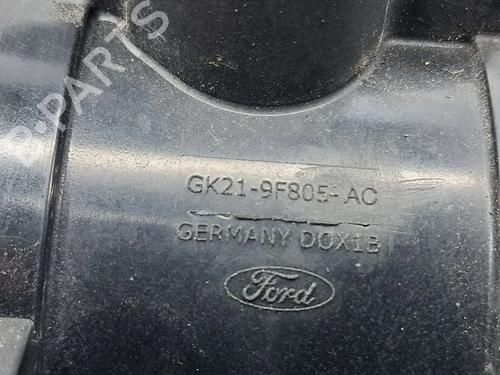 B-PARTS
GK21-9F805-AC
GERMANY DOX1B
Ford